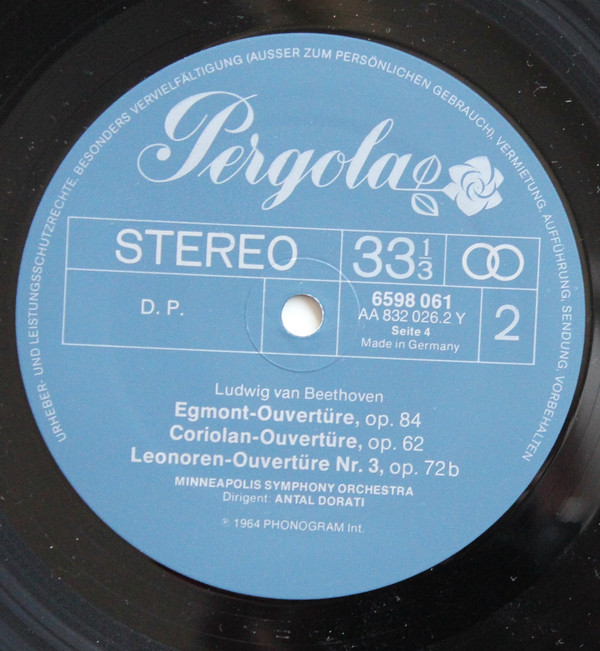 URHEBER- UND LEISTUNGSSCHUTZRECHTE. BESONDERS VERVIELFÄLTIGUNG (AUSSER ZUM PERSÖNLICHEN GEBRAUCH), VERMIETUNG, AUFFÜHRUNG, SENDUNG, VORBEHALTEN
Pergola
STEREO
33 1/3
D. P.
6598 061
AA 832 026.2 Y
Seite 4
Made in Germany
2
Ludwig van Beethoven
Egmont-Ouvertüre, op. 84
Coriolan-Ouvertüre, op. 62
Leonoren-Ouvertüre Nr. 3, op. 72b
MINNEAPOLIS SYMPHONY ORCHESTRA
Dirigent: ANTAL DORATI
℗ 1964 PHONOGRAM Int.